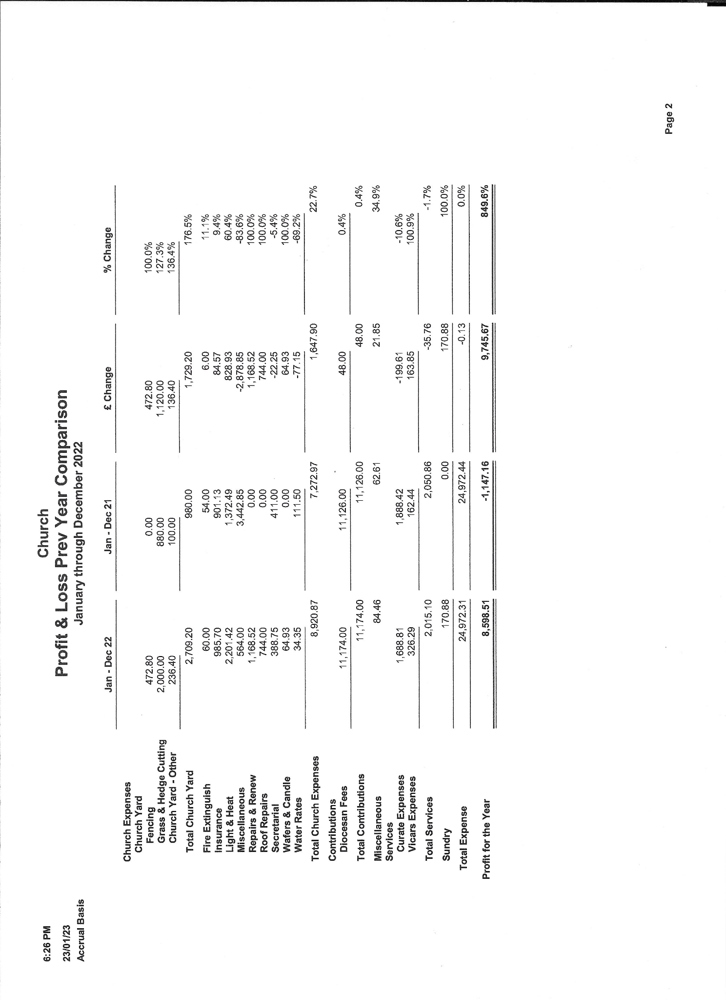 6:26 PM
23/01/23
Accrual Basis
Church
Profit & Loss Prev Year Comparison
January through December 2022
Jan - Dec 22 Jan - Dec 21 £ Change % Change
Church Expenses
Church Yard
Fencing 472.80 0.00 472.80 100.0%
Grass & Hedge Cutting 2,000.00 880.00 1,120.00 127.3%
Church Yard - Other 236.40 100.00 136.40 136.4%
Total Church Yard 2,709.20 980.00 1,729.20 176.5%
Fire Extinguish 60.00 54.00 6.00 11.1%
Insurance 985.70 901.13 84.57 9.4%
Light & Heat 2,201.42 1,372.49 828.93 60.4%
Miscellaneous 564.00 3,442.85 -2,878.85 -83.6%
Repairs & Renew 1,168.52 0.00 1,168.52 100.0%
Roof Repairs 744.00 0.00 744.00 100.0%
Secretarial 388.75 411.00 -22.25 -5.4%
Wafers & Candle 64.93 0.00 64.93 100.0%
Water Rates 34.35 111.50 -77.15 -69.2%
Total Church Expenses 8,920.87 7,272.97 1,647.90 22.7%
Contributions
Diocesan Fees 11,174.00 11,126.00 48.00 0.4%
Total Contributions 11,174.00 11,126.00 48.00 0.4%
Miscellaneous 84.46 62.61 21.85 34.9%
Services
Curate Expenses 1,688.81 1,888.42 -199.61 -10.6%
Vicars Expenses 326.29 162.44 163.85 100.9%
Total Services 2,015.10 2,050.86 -35.76 -1.7%
Sundry 170.88 0.00 170.88 100.0%
Total Expense 24,972.31 24,972.44 -0.13 0.0%
Profit for the Year 8,598.51 -1,147.16 9,745.67 849.6%
Page 2